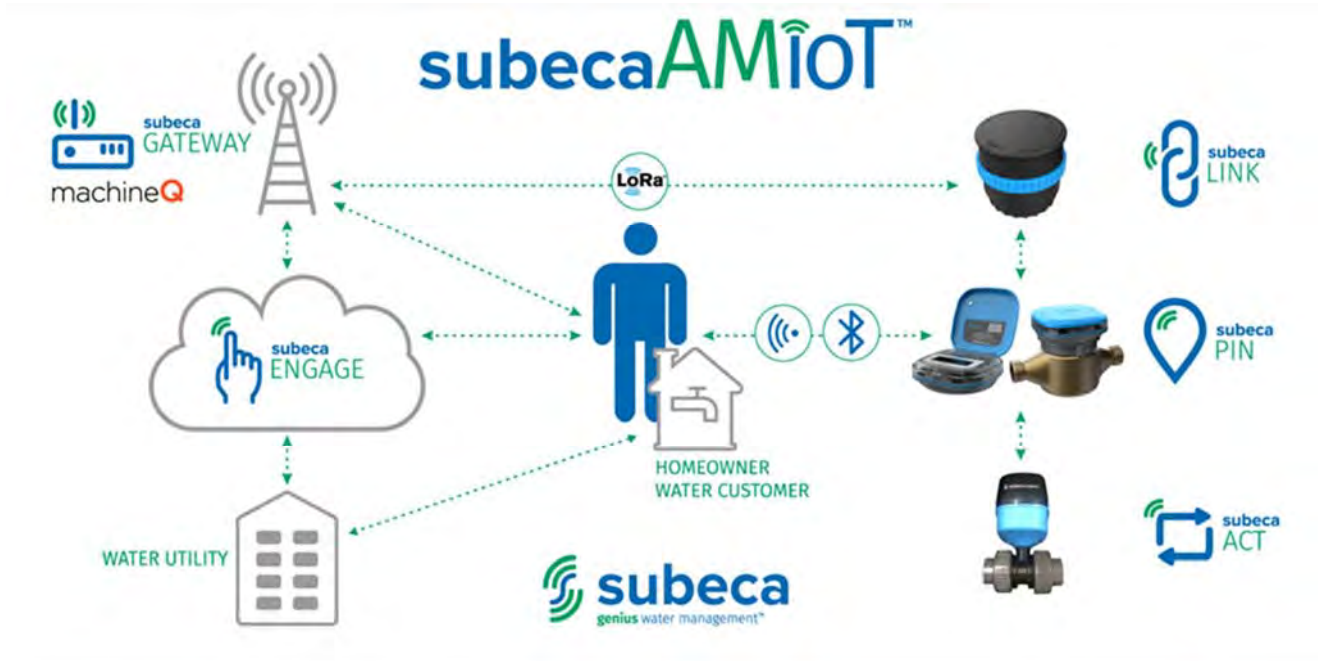 subecaAMIoT™
subeca
GATEWAY
machineQ
LoRa
subeca
LINK
subeca
ENGAGE
subeca
PIN
HOMEOWNER
WATER CUSTOMER
WATER UTILITY
subeca
ACT
subeca
genius water management™